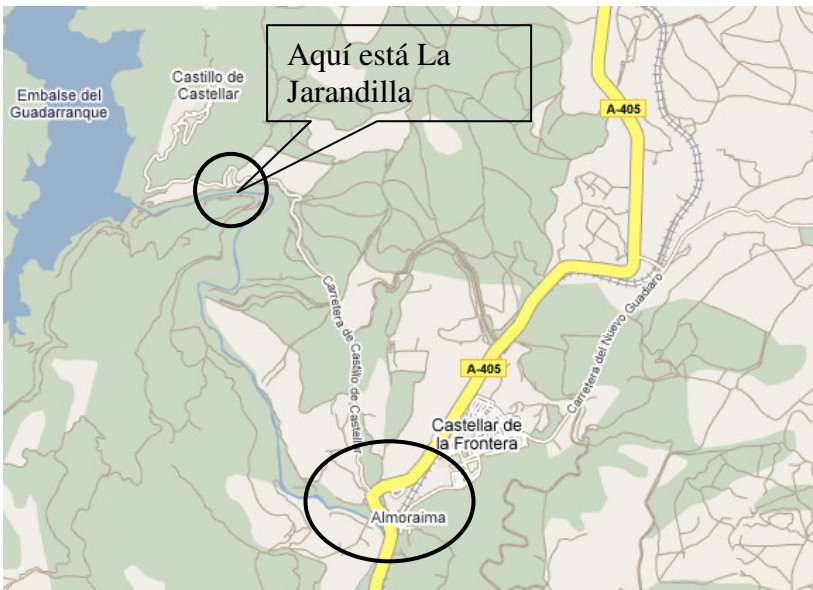 Aquí está La
Jarandilla
Castillo de
Castellar
Embalse del
Guadarranque
A-405
Carretera de Castillo de Castellar
Carretera del Nuevo Guadiaro
A-405
Castellar de
la Frontera
Almoraima